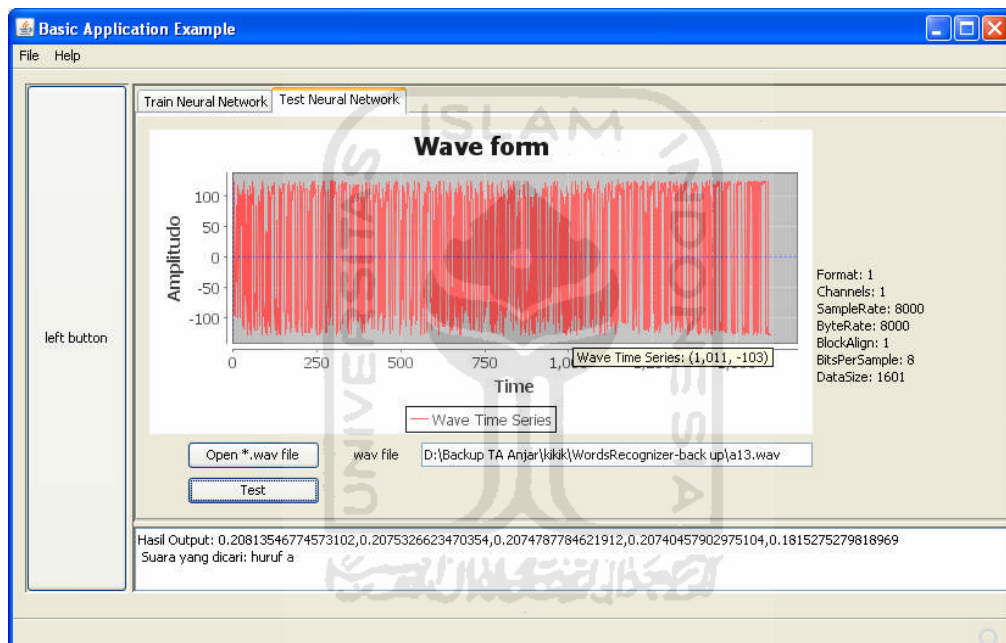 Basic Application Example
File Help
left button
Train Neural Network Test Neural Network
Wave form
Amplitudo
100
50
0
-50
-100
0 250 500 750
Wave Time Series: (1,011, -103)
Time
Wave Time Series
Format: 1
Channels: 1
SampleRate: 8000
ByteRate: 8000
BlockAlign: 1
BitsPerSample: 8
DataSize: 1601
Open *.wav file wav file D:\Backup TA Anjar\kikik\WordsRecognizer-back up\a13.wav
Test
Hasil Output: 0.20813546774573102,0.2075326623470354,0.2074787784621912,0.20740457902975104,0.1815275279818969
Suara yang dicari: huruf a
UNIVERSITAS
ISLAM
INDONESIA